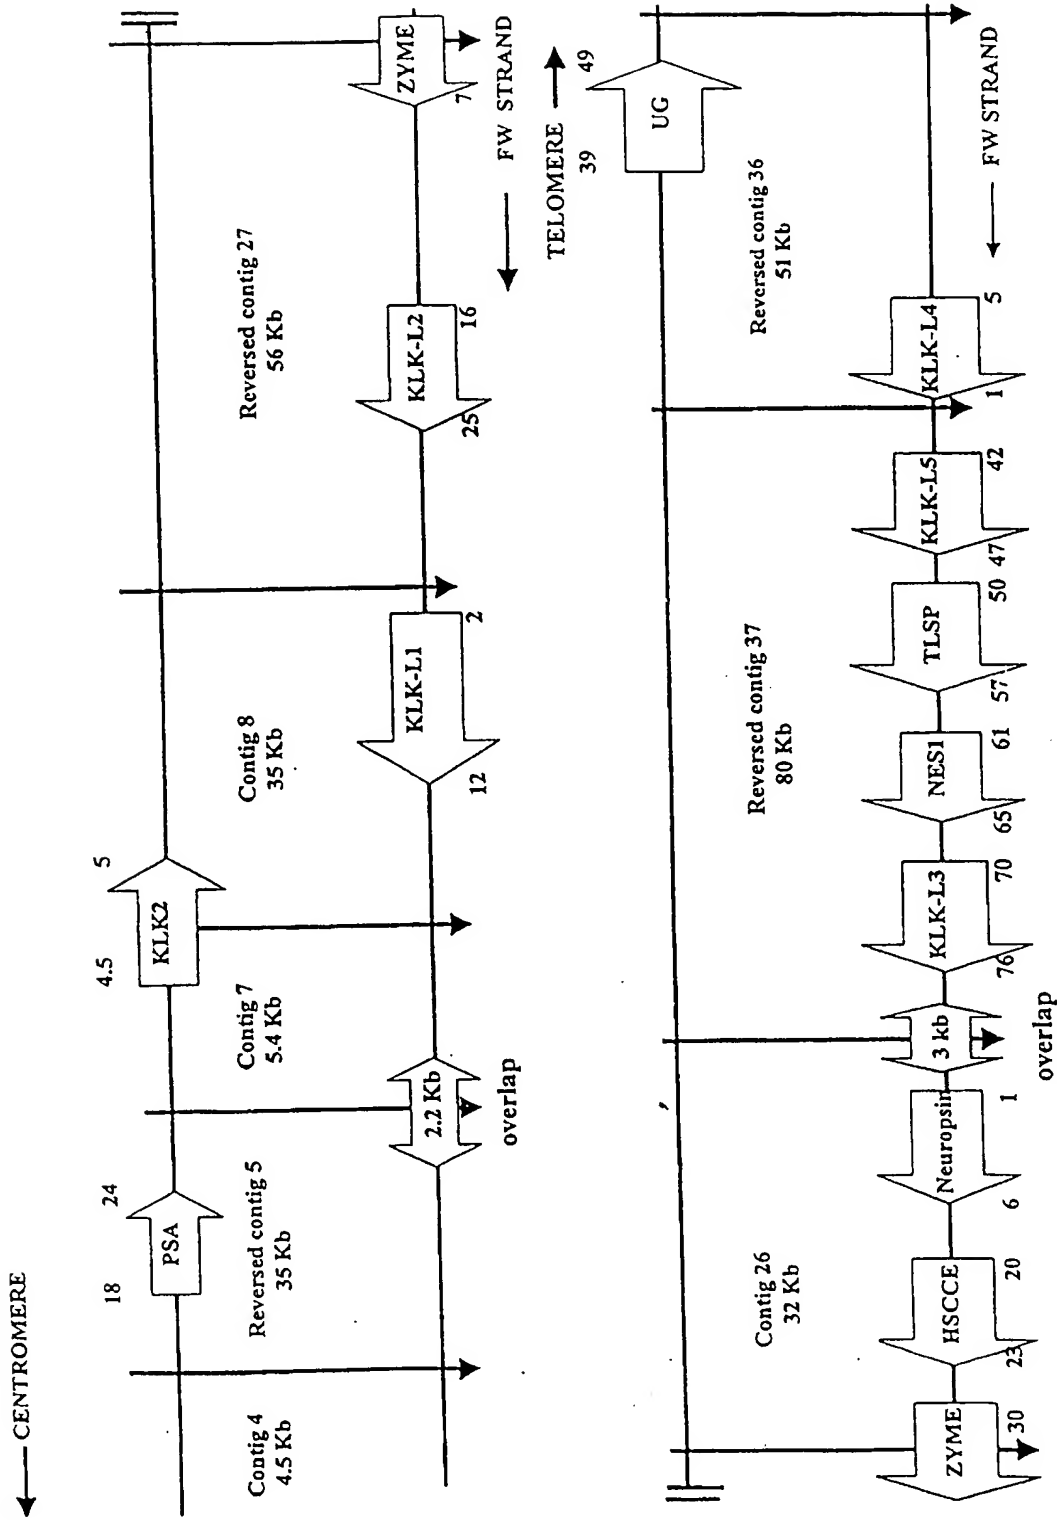 CENTROMERE
18
24
4.5
5
PSA
KLK2
Contig 4
4.5 Kb
Reversed contig 5
35 Kb
Contig 7
5.4 Kb
Contig 8
35 Kb
Reversed contig 27
56 Kb
2.2 Kb
KLK-L1
KLK-L2
ZYME
12
2
25
16
7
overlap
FW STRAND
TELOMERE
39
49
UG
Contig 26
32 Kb
Reversed contig 37
80 Kb
Reversed contig 36
51 Kb
ZYME
HSCCE
Neuropsin
3 kb
KLK-L3
NES1
TLSP
KLK-L5
KLK-L4
30
23
20
6
1
76
70
65
61
57
50
47
42
1
5
overlap
FW STRAND